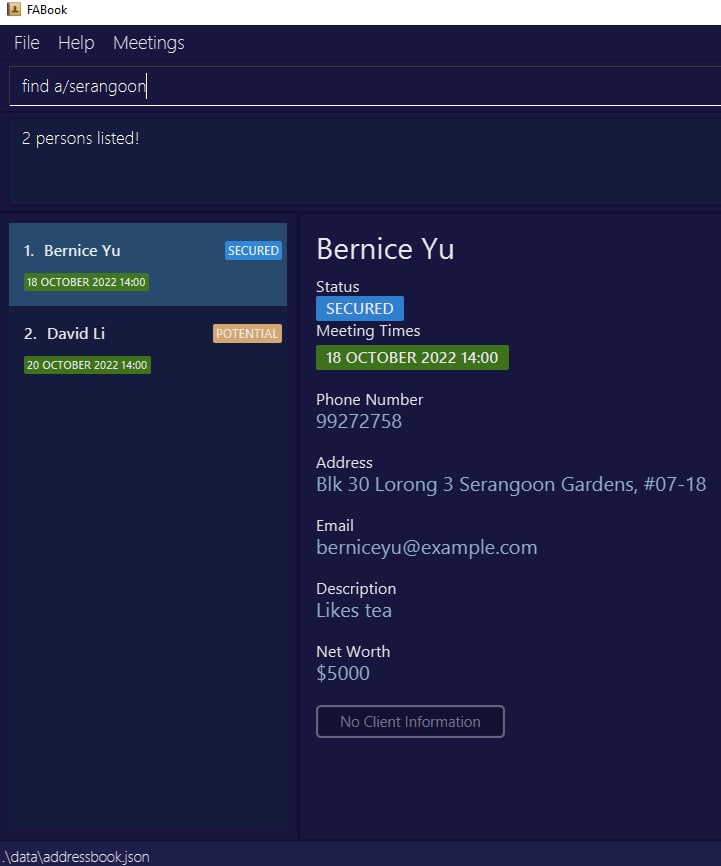 FABook
File Help Meetings
find a/serangoon
2 persons listed!
1. Bernice Yu SECURED
18 OCTOBER 2022 14:00
2. David Li POTENTIAL
20 OCTOBER 2022 14:00
Bernice Yu
Status
SECURED
Meeting Times
18 OCTOBER 2022 14:00
Phone Number
99272758
Address
Blk 30 Lorong 3 Serangoon Gardens, #07-18
Email
berniceyu@example.com
Description
Likes tea
Net Worth
$5000
No Client Information
.\data\addressbook.json